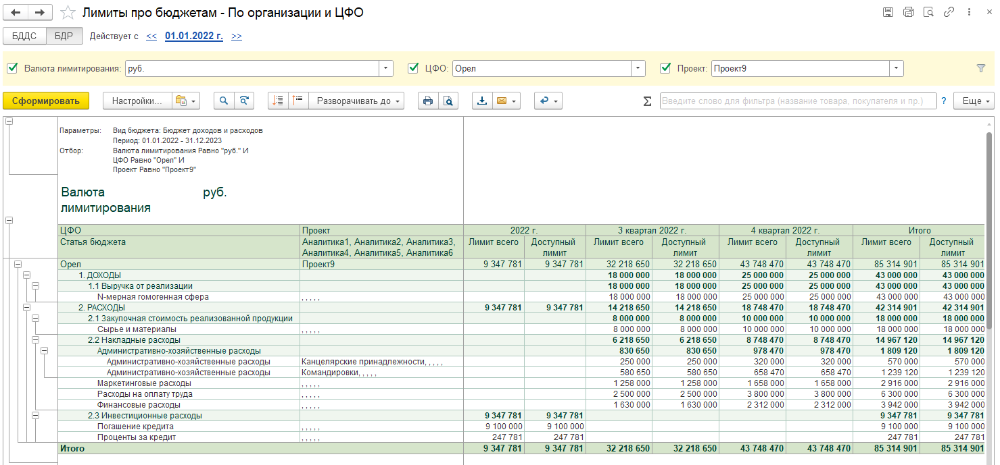 Лимиты про бюджетам - По организации и ЦФО
БДДС БДР Действует с << 01.01.2022 г. >>
Валюта лимитирования: руб. ЦФО: Орел Проект: Проект9
Сформировать Настройки... Разворачивать до Σ Введите слово для фильтра (название товара, покупателя и пр.) ? Еще
Параметры: Вид бюджета: Бюджет доходов и расходов
Период: 01.01.2022 - 31.12.2023
Отбор: Валюта лимитирования Равно "руб." И
ЦФО Равно "Орел" И
Проект Равно "Проект9"
Валюта руб.
лимитирования
ЦФО Проект 2022 г. 3 квартал 2022 г. 4 квартал 2022 г. Итого
Статья бюджета Аналитика1, Аналитика2, Аналитика3, Лимит всего Доступный Лимит всего Доступный Лимит всего Доступный Лимит всего Доступный
Аналитика4, Аналитика5, Аналитика6 лимит лимит лимит лимит
Орел Проект9 9 347 781 9 347 781 32 218 650 32 218 650 43 748 470 43 748 470 85 314 901 85 314 901
1. ДОХОДЫ 18 000 000 18 000 000 25 000 000 25 000 000 43 000 000 43 000 000
1.1 Выручка от реализации 18 000 000 18 000 000 25 000 000 25 000 000 43 000 000 43 000 000
N-мерная гомогенная сфера , , , , , 18 000 000 18 000 000 25 000 000 25 000 000 43 000 000 43 000 000
2. РАСХОДЫ 9 347 781 9 347 781 14 218 650 14 218 650 18 748 470 18 748 470 42 314 901 42 314 901
2.1 Закупочная стоимость реализованной продукции 8 000 000 8 000 000 10 000 000 10 000 000 18 000 000 18 000 000
Сырье и материалы , , , , , 8 000 000 8 000 000 10 000 000 10 000 000 18 000 000 18 000 000
2.2 Накладные расходы 6 218 650 6 218 650 8 748 470 8 748 470 14 967 120 14 967 120
Административно-хозяйственные расходы 830 650 830 650 978 470 978 470 1 809 120 1 809 120
Административно-хозяйственные расходы Канцелярские принадлежности, , , , , 250 000 250 000 320 000 320 000 570 000 570 000
Административно-хозяйственные расходы Командировки, , , , , 580 650 580 650 658 470 658 470 1 239 120 1 239 120
Маркетинговые расходы , , , , , 1 258 000 1 258 000 1 658 000 1 658 000 2 916 000 2 916 000
Расходы на оплату труда , , , , , 2 500 000 2 500 000 3 800 000 3 800 000 6 300 000 6 300 000
Финансовые расходы , , , , , 1 630 000 1 630 000 2 312 000 2 312 000 3 942 000 3 942 000
2.3 Инвестиционные расходы 9 347 781 9 347 781 9 347 781 9 347 781
Погашение кредита , , , , , 9 100 000 9 100 000 9 100 000 9 100 000
Проценты за кредит , , , , , 247 781 247 781 247 781 247 781
Итого 9 347 781 9 347 781 32 218 650 32 218 650 43 748 470 43 748 470 85 314 901 85 314 901